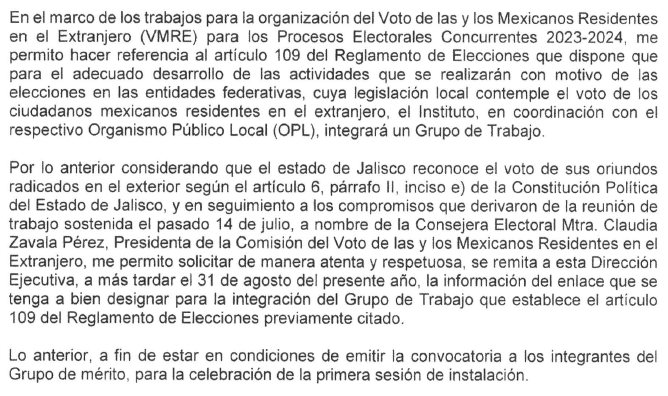 En el marco de los trabajos para la organización del Voto de las y los Mexicanos Residentes
en el Extranjero (VMRE) para los Procesos Electorales Concurrentes 2023-2024, me
permito hacer referencia al artículo 109 del Reglamento de Elecciones que dispone que
para el adecuado desarrollo de las actividades que se realizarán con motivo de las
elecciones en las entidades federativas, cuya legislación local contemple el voto de los
ciudadanos mexicanos residentes en el extranjero, el Instituto, en coordinación con el
respectivo Organismo Público Local (OPL), integrará un Grupo de Trabajo.
Por lo anterior considerando que el estado de Jalisco reconoce el voto de sus oriundos
radicados en el exterior según el artículo 6, párrafo II, inciso e) de la Constitución Política
del Estado de Jalisco, y en seguimiento a los compromisos que derivaron de la reunión de
trabajo sostenida el pasado 14 de julio, a nombre de la Consejera Electoral Mtra. Claudia
Zavala Pérez, Presidenta de la Comisión del Voto de las y los Mexicanos Residentes en el
Extranjero, me permito solicitar de manera atenta y respetuosa, se remita a esta Dirección
Ejecutiva, a más tardar el 31 de agosto del presente año, la información del enlace que se
tenga a bien designar para la integración del Grupo de Trabajo que establece el artículo
109 del Reglamento de Elecciones previamente citado.
Lo anterior, a fin de estar en condiciones de emitir la convocatoria a los integrantes del
Grupo de mérito, para la celebración de la primera sesión de instalación.